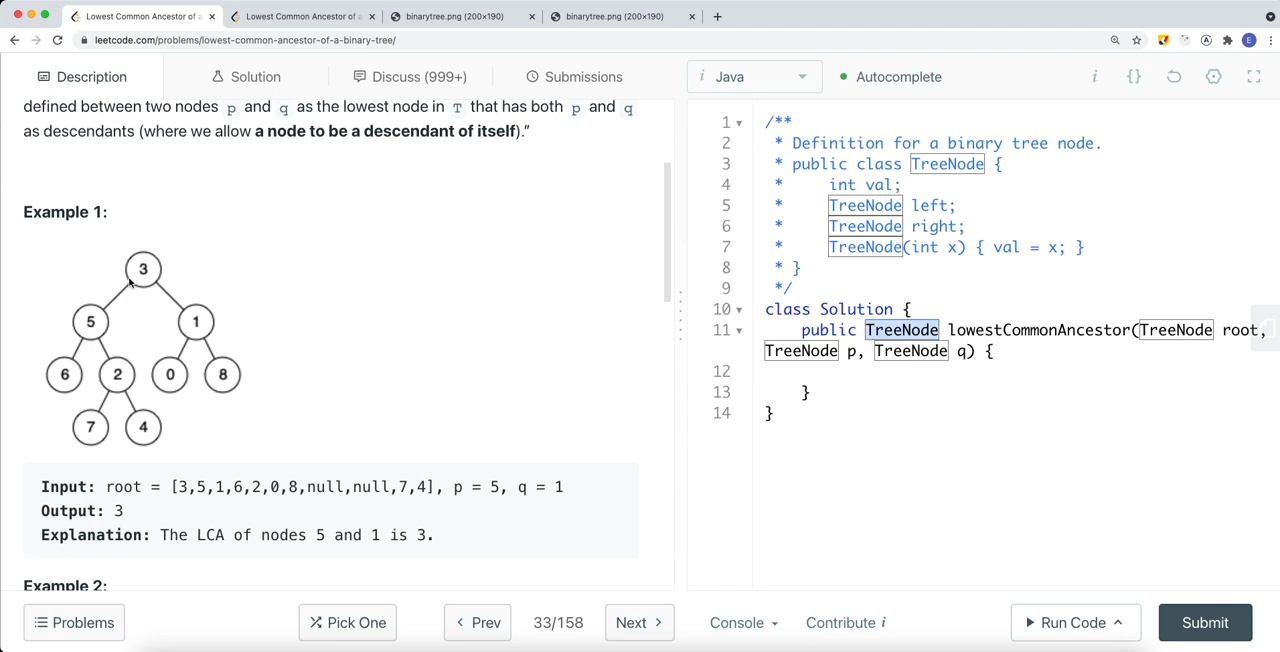 Lowest Common Ancestor of a
Lowest Common Ancestor of a
binarytree.png (200×190)
binarytree.png (200×190)
leetcode.com/problems/lowest-common-ancestor-of-a-binary-tree/
A
E
Description
Solution
Discuss (999+)
Submissions
i Java
Autocomplete
i
{}
defined between two nodes p and q as the lowest node in T that has both p and q
as descendants (where we allow a node to be a descendant of itself)."
Example 1:
3
5 1
6 2 0 8
7 4
Input: root = [3,5,1,6,2,0,8,null,null,7,4], p = 5, q = 1
Output: 3
Explanation: The LCA of nodes 5 and 1 is 3.
Example 2:
1 /**
2 * Definition for a binary tree node.
3 * public class TreeNode {
4 * int val;
5 * TreeNode left;
6 * TreeNode right;
7 * TreeNode(int x) { val = x; }
8 * }
9 */
10 class Solution {
11 public TreeNode lowestCommonAncestor(TreeNode root,
TreeNode p, TreeNode q) {
12
13 }
14 }
Problems
Pick One
Prev
33/158
Next
Console
Contribute i
Run Code
Submit